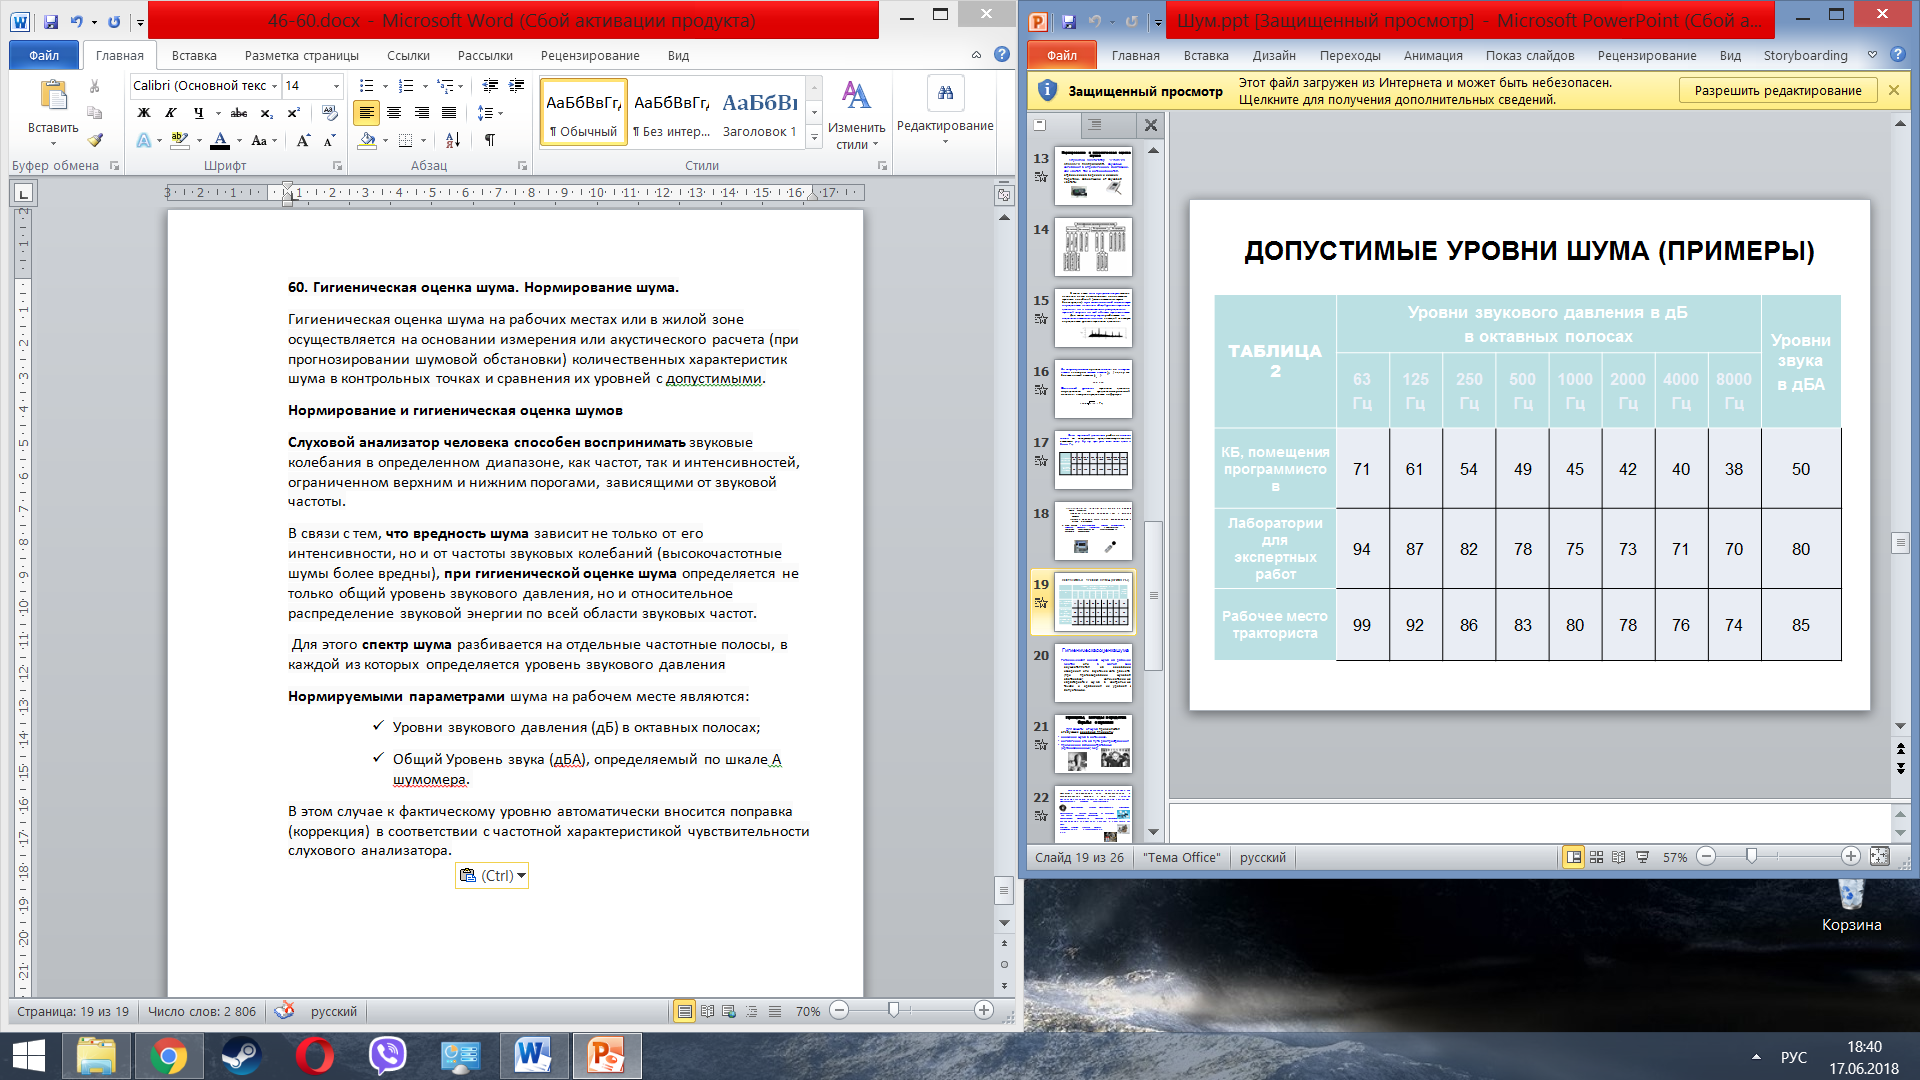 46-60.docx - Microsoft Word (Сбой активации продукта)
Файл
Главная
Вставка
Разметка страницы
Ссылки
Рассылки
Рецензирование
Вид
Вставить
Буфер обмена
Calibri (Основной текс
14
Ж К Ч abc x₂ x²
Aa
Шрифт
Абзац
АаБбВвГг,
АаБбВвГг,
АаБбВı
¶ Обычный
¶ Без интер...
Заголовок 1
Стили
Изменить стили
Редактирование
60. Гигиеническая оценка шума. Нормирование шума.
Гигиеническая оценка шума на рабочих местах или в жилой зоне
осуществляется на основании измерения или акустического расчета (при
прогнозировании шумовой обстановки) количественных характеристик
шума в контрольных точках и сравнения их уровней с допустимыми.
Нормирование и гигиеническая оценка шумов
Слуховой анализатор человека способен воспринимать звуковые
колебания в определенном диапазоне, как частот, так и интенсивностей,
ограниченном верхним и нижним порогами, зависящими от звуковой
частоты.
В связи с тем, что вредность шума зависит не только от его
интенсивности, но и от частоты звуковых колебаний (высокочастотные
шумы более вредны), при гигиенической оценке шума определяется не
только общий уровень звукового давления, но и относительное
распределение звуковой энергии по всей области звуковых частот.
Для этого спектр шума разбивается на отдельные частотные полосы, в
каждой из которых определяется уровень звукового давления
Нормируемыми параметрами шума на рабочем месте являются:
✓ Уровни звукового давления (дБ) в октавных полосах;
✓ Общий Уровень звука (дБА), определяемый по шкале А
шумомера.
В этом случае к фактическому уровню автоматически вносится поправка
(коррекция) в соответствии с частотной характеристикой чувствительности
слухового анализатора.
(Ctrl)
Страница: 19 из 19
Число слов: 2 806
русский
70%
Шум.ppt [Защищенный просмотр] - Microsoft PowerPoint (Сбой а...
Файл
Главная
Вставка
Дизайн
Переходы
Анимация
Показ слайдов
Рецензирование
Вид
Storyboarding
Защищенный просмотр
Этот файл загружен из Интернета и может быть небезопасен.
Щелкните для получения дополнительных сведений.
Разрешить редактирование
13
14
15
16
17
18
19
20
21
22
ДОПУСТИМЫЕ УРОВНИ ШУМА (ПРИМЕРЫ)
ТАБЛИЦА
2
Уровни звукового давления в дБ
в октавных полосах
Уровни
звука
в дБА
63 Гц
125 Гц
250 Гц
500 Гц
1000 Гц
2000 Гц
4000 Гц
8000 Гц
КБ, помещения
программисто
в
71 61 54 49 45 42 40 38 50
Лаборатории
для
экспертных
работ
94 87 82 78 75 73 71 70 80
Рабочее место
тракториста
99 92 86 83 80 78 76 74 85
Слайд 19 из 26
"Тема Office"
русский
57%
Корзина
РУС
18:40
17.06.2018